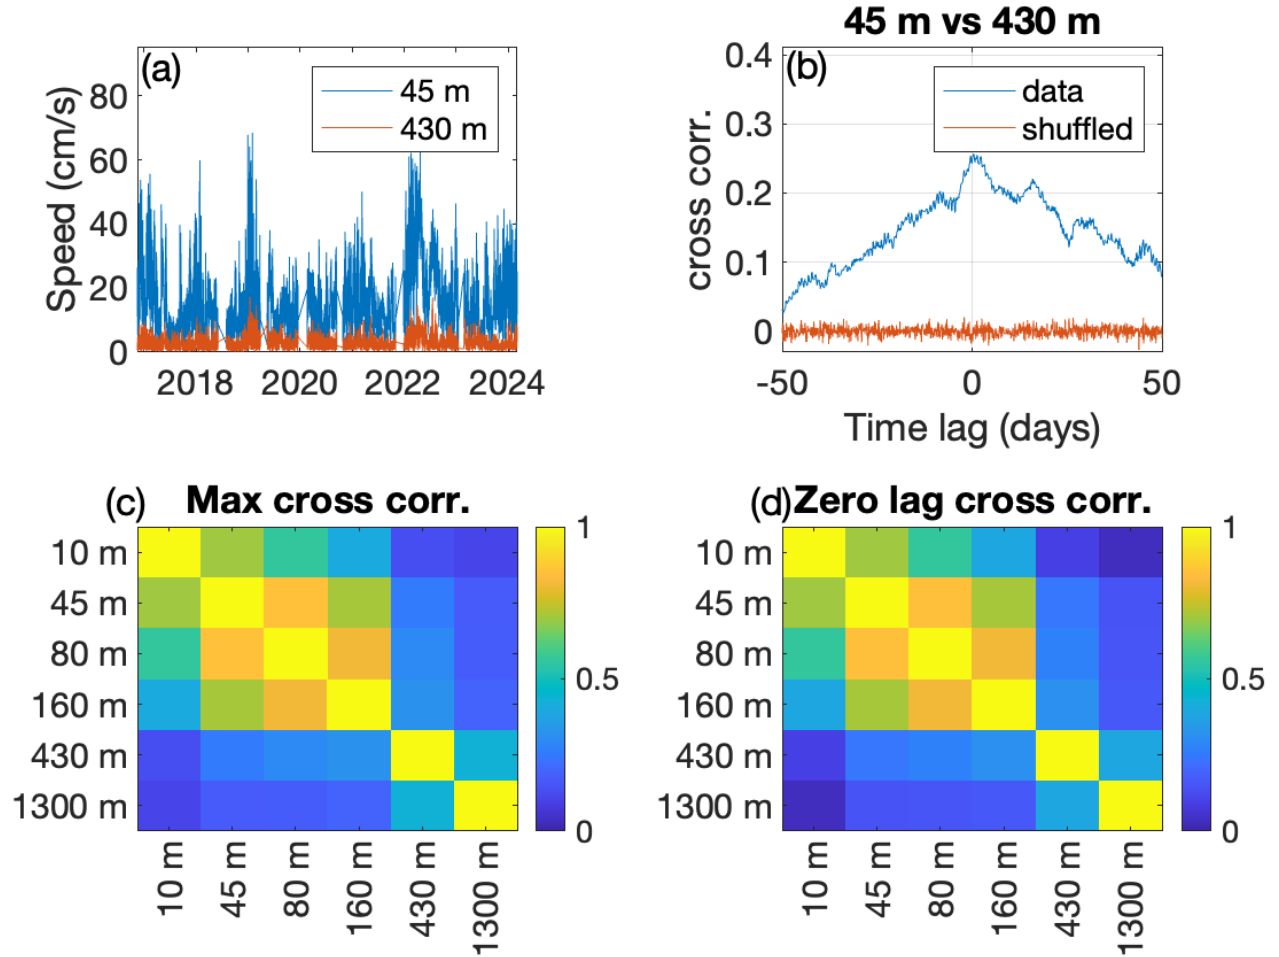 (a)
45 m
430 m
Speed (cm/s)
80
60
40
20
0
2018
2020
2022
2024
45 m vs 430 m
(b)
data
shuffled
cross corr.
0.4
0.3
0.2
0.1
0
-50
0
50
Time lag (days)
(c) Max cross corr.
10 m
45 m
80 m
160 m
430 m
1300 m
10 m
45 m
80 m
160 m
430 m
1300 m
1
0.5
0
(d) Zero lag cross corr.
10 m
45 m
80 m
160 m
430 m
1300 m
10 m
45 m
80 m
160 m
430 m
1300 m
1
0.5
0